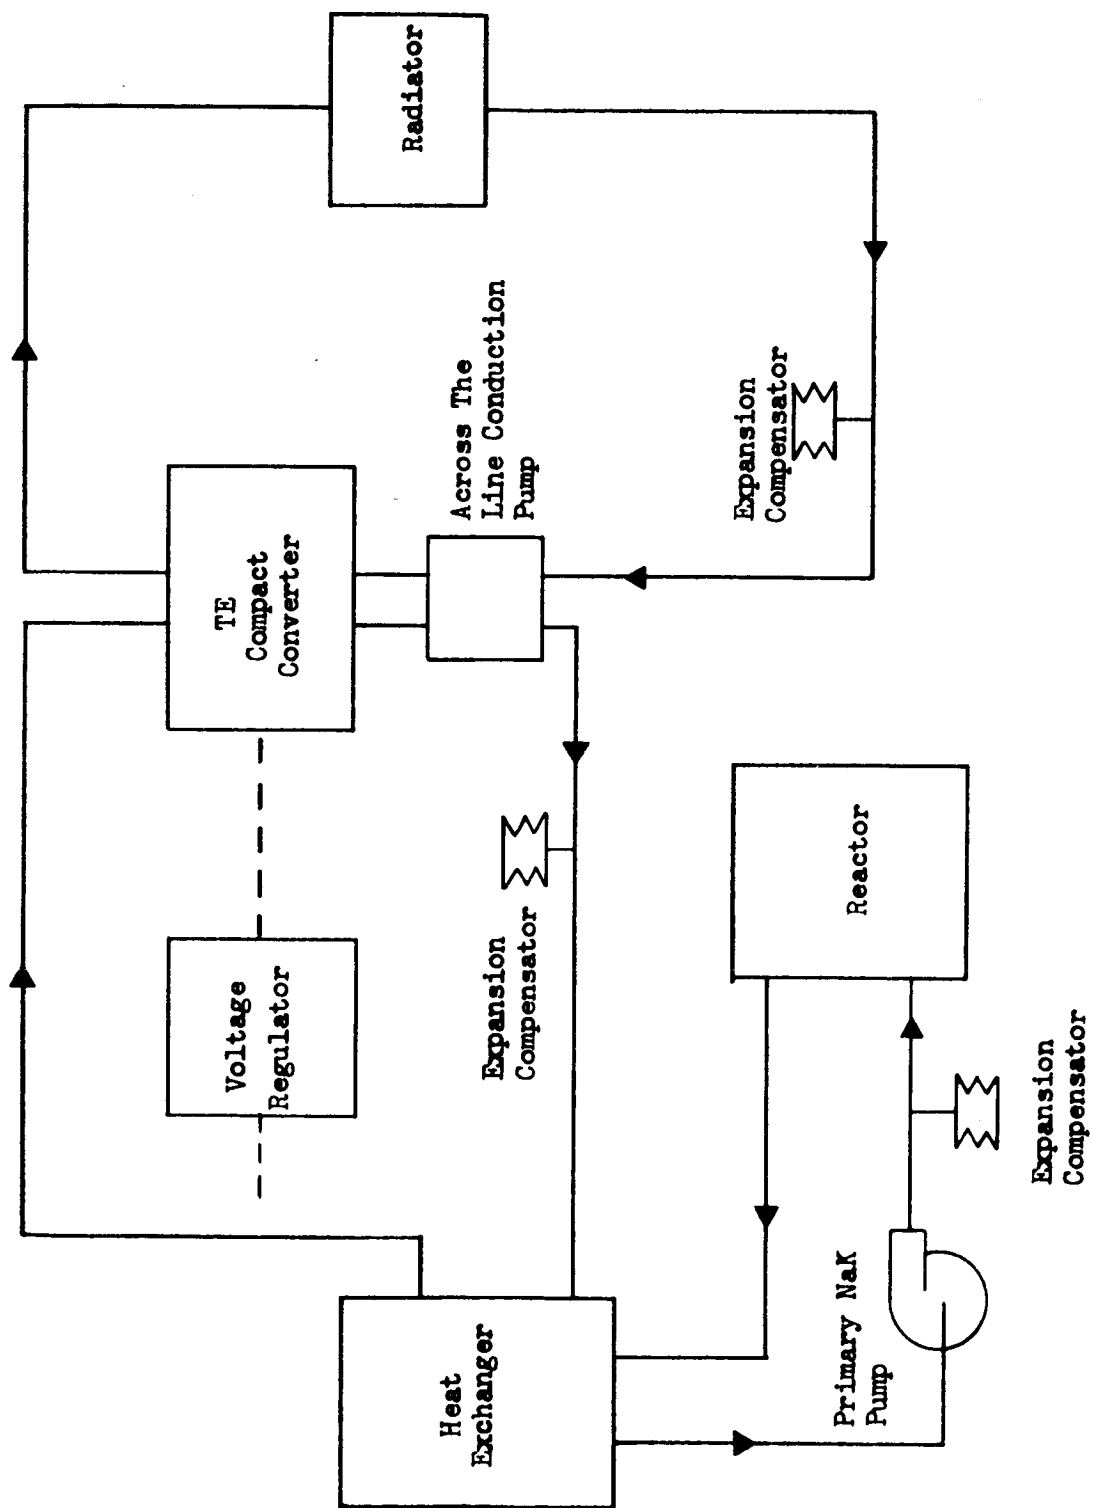 Radiator
Across The
Line Conduction
Pump
Expansion
Compensator
TE
Compact
Converter
Voltage
Regulator
Expansion
Compensator
Reactor
Heat
Exchanger
Primary NaK
Pump
Expansion
Compensator